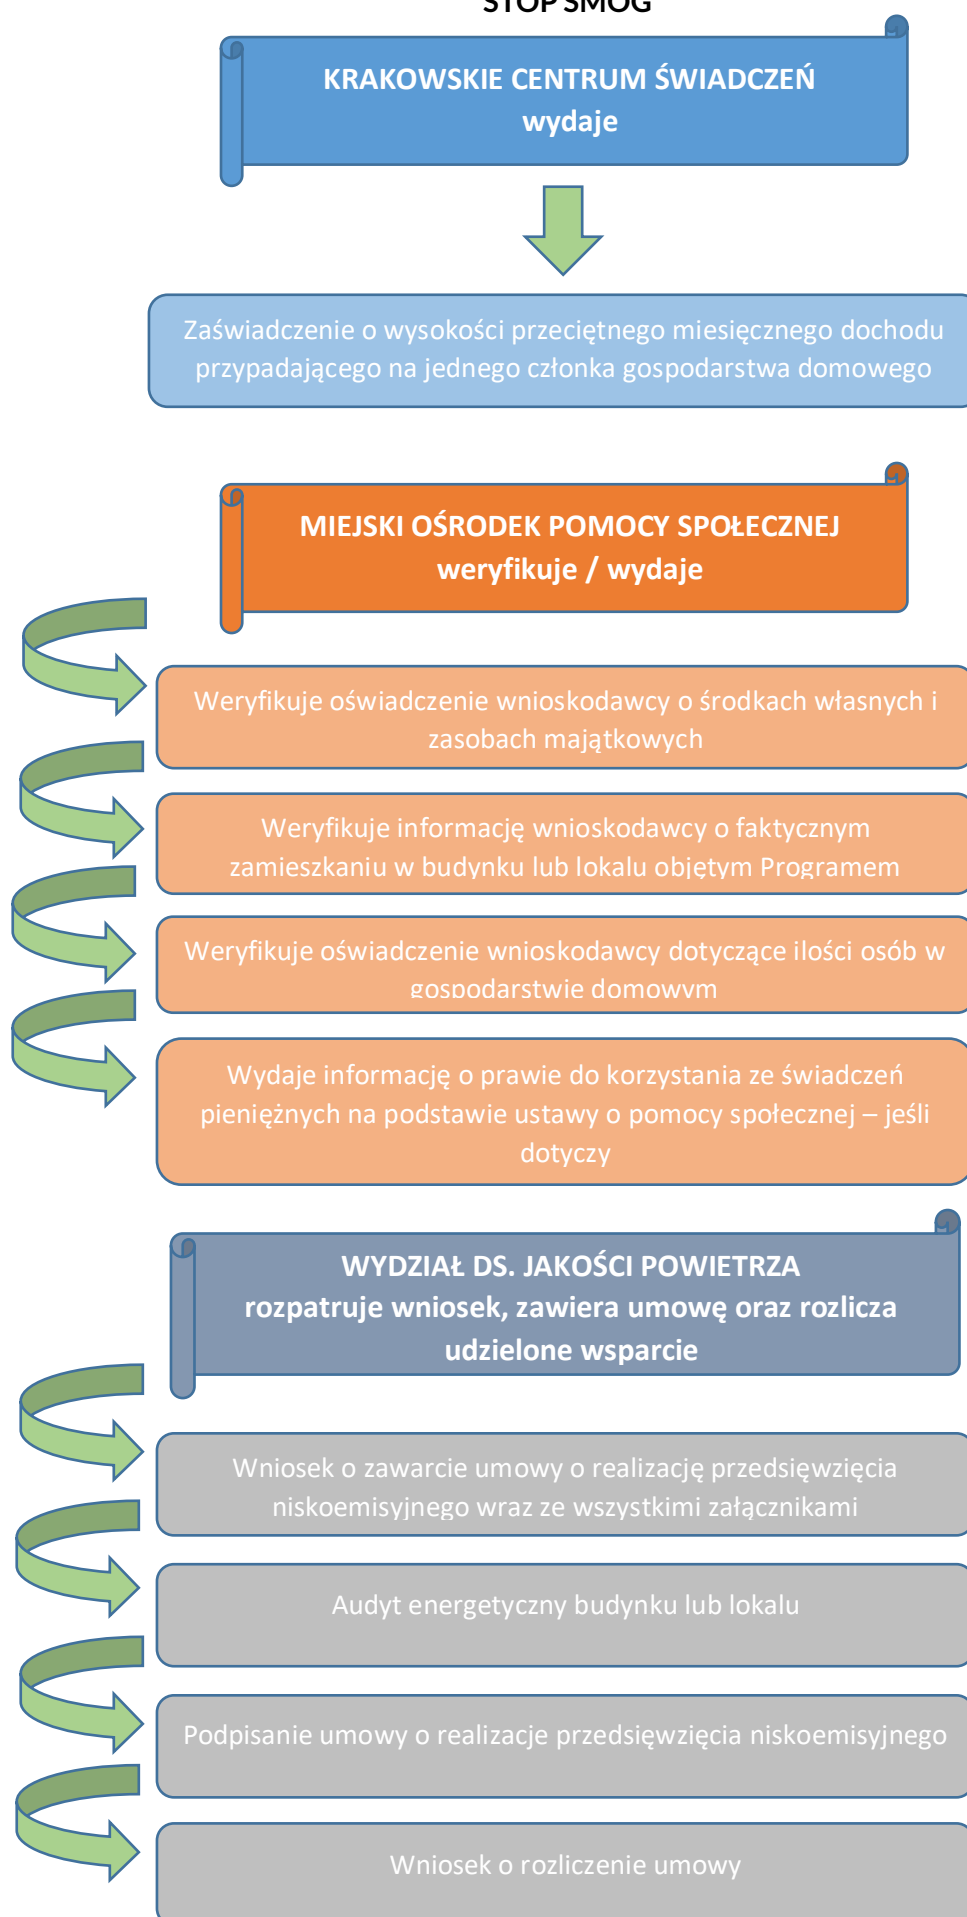 STOP SMOG
KRAKOWSKIE CENTRUM ŚWIADCZEŃ
wydaje
Zaświadczenie o wysokości przeciętnego miesięcznego dochodu
przypadającego na jednego członka gospodarstwa domowego
MIEJSKI OŚRODEK POMOCY SPOŁECZNEJ
weryfikuje / wydaje
Weryfikuje oświadczenie wnioskodawcy o środkach własnych i
zasobach majątkowych
Weryfikuje informację wnioskodawcy o faktycznym
zamieszkaniu w budynku lub lokalu objętym Programem
Weryfikuje oświadczenie wnioskodawcy dotyczące ilości osób w
gospodarstwie domowym
Wydaje informację o prawie do korzystania ze świadczeń
pieniężnych na podstawie ustawy o pomocy społecznej – jeśli
dotyczy
WYDZIAŁ DS. JAKOŚCI POWIETRZA
rozpatruje wniosek, zawiera umowę oraz rozlicza
udzielone wsparcie
Wniosek o zawarcie umowy o realizację przedsięwzięcia
niskoemisyjnego wraz ze wszystkimi załącznikami
Audyt energetyczny budynku lub lokalu
Podpisanie umowy o realizacje przedsięwzięcia niskoemisyjnego
Wniosek o rozliczenie umowy